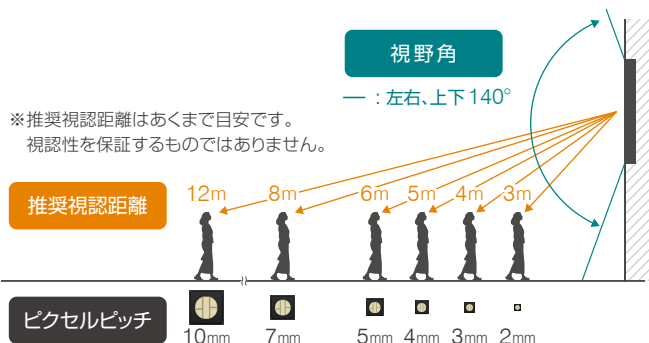 視野角
― : 左右、上下140°
※推奨視認距離はあくまで目安です。
視認性を保証するものではありません。
推奨視認距離
12m 8m 6m 5m 4m 3m
ピクセルピッチ
10mm 7mm 5mm 4mm 3mm 2mm